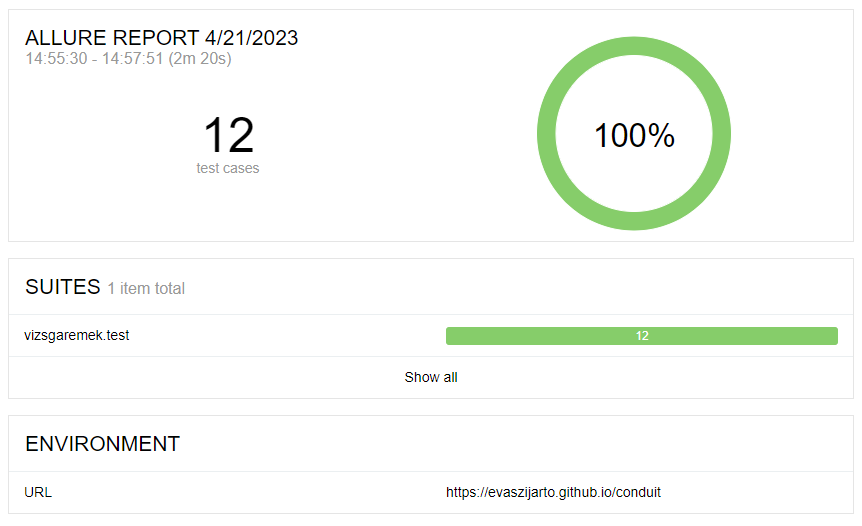 ALLURE REPORT 4/21/2023
14:55:30 - 14:57:51 (2m 20s)
12
test cases
100%
SUITES 1 item total
vizsgaremek.test 12
Show all
ENVIRONMENT
URL https://evaszijarto.github.io/conduit